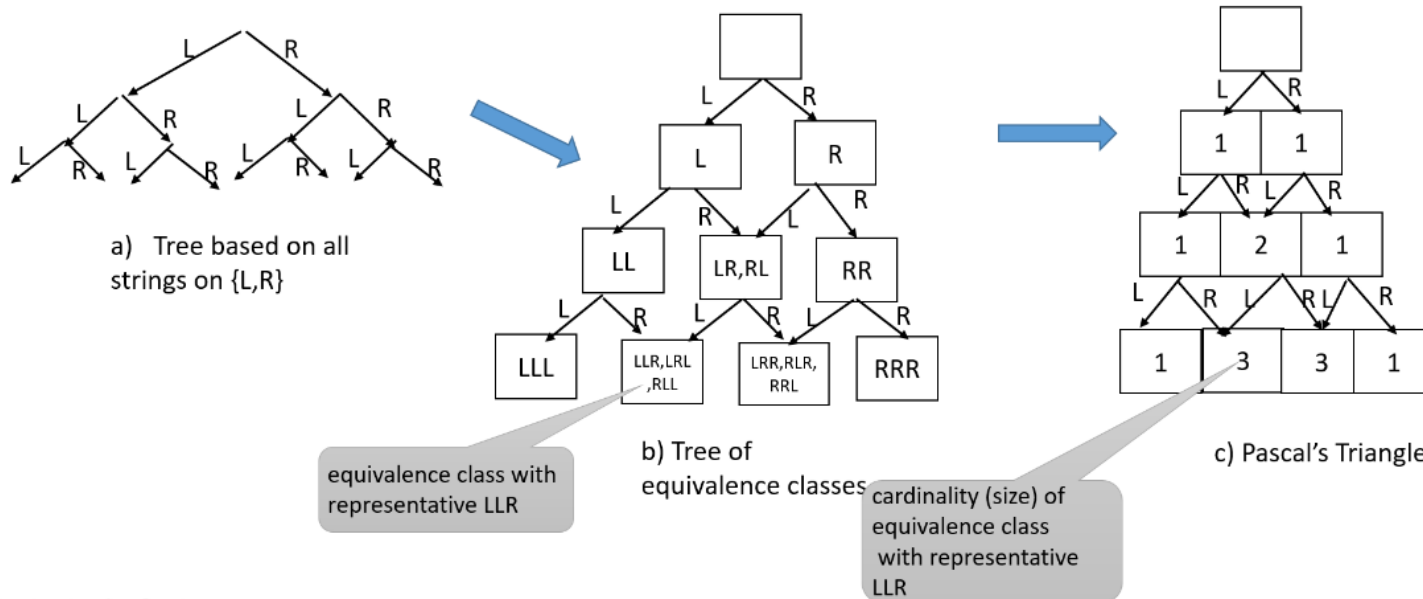 L R
L R L R
L R L R L R L R
a) Tree based on all
strings on {L,R}
L R
L R
L R L R
LL LR,RL RR
L R L R L R
LLL LLR,LRL
,RLL LRR,RLR,
RRL RRR
equivalence class with
representative LLR
b) Tree of
equivalence classes
L R
1 1
L R L R
1 2 1
L R L R L R
1 3 3 1
cardinality (size) of
equivalence class
with representative
LLR
c) Pascal's Triangle